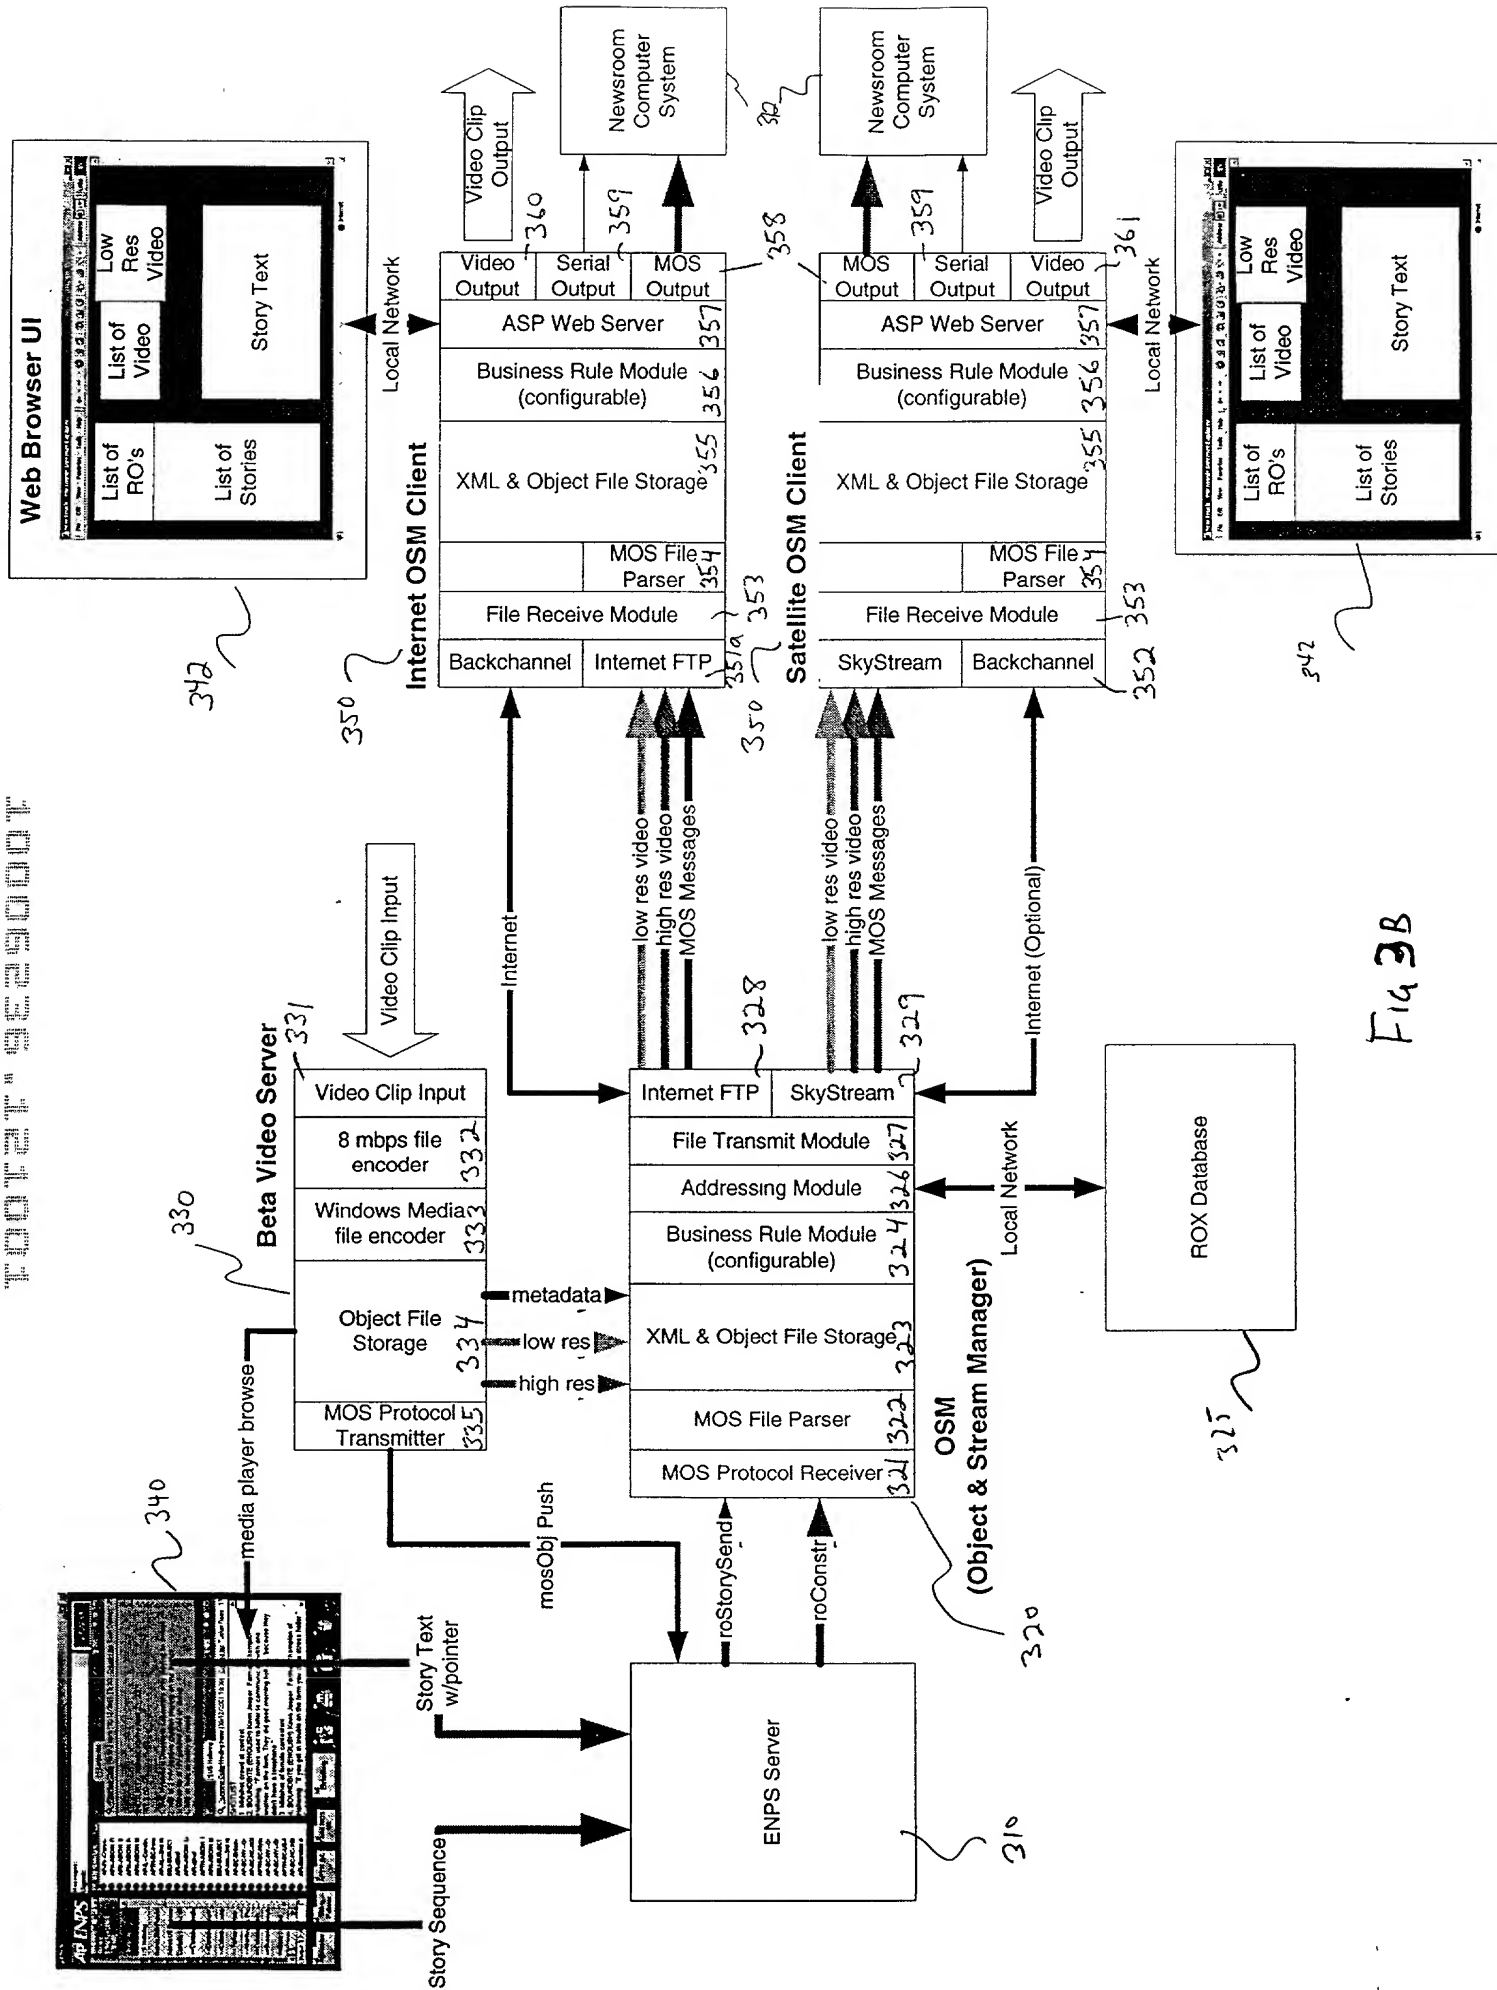 Web Browser UI
List of
RO's
List of
Stories
List of
Video
Low
Res
Video
Story Text
342
Local Network
Internet OSM Client
350
Backchannel
Internet FTP
351a
File Receive Module
353
MOS File
Parser
354
XML & Object File Storage
355
Business Rule Module
(configurable)
356
ASP Web Server
357
Video
Output
360
Serial
Output
359
MOS
Output
358
Video Clip
Output
Newsroom
Computer
System
312
Satellite OSM Client
350
SkyStream
Backchannel
352
File Receive Module
353
MOS File
Parser
354
XML & Object File Storage
355
Business Rule Module
(configurable)
356
ASP Web Server
357
MOS
Output
Serial
Output
359
Video
Output
361
Newsroom
Computer
System
Video Clip
Output
Local Network
List of
RO's
List of
Stories
List of
Video
Low
Res
Video
Story Text
342
Internet
low res video
high res video
MOS Messages
low res video
high res video
MOS Messages
Internet (Optional)
Beta Video Server
330
Video Clip Input
Video Clip Input
331
8 mbps file
encoder
332
Windows Media
file encoder
333
Object File
Storage
334
MOS Protocol
Transmitter
335
metadata
low res
high res
media player browse
340
AP ENPS
Story Text
w/pointer
Story Sequence
mosObj Push
roStorySend
roConstr
ENPS Server
310
OSM
(Object & Stream Manager)
320
MOS Protocol Receiver
321
MOS File Parser
322
XML & Object File Storage
323
Business Rule Module
(configurable)
324
Addressing Module
326
File Transmit Module
327
Internet FTP
328
SkyStream
329
Local Network
ROX Database
325
Fig 3B